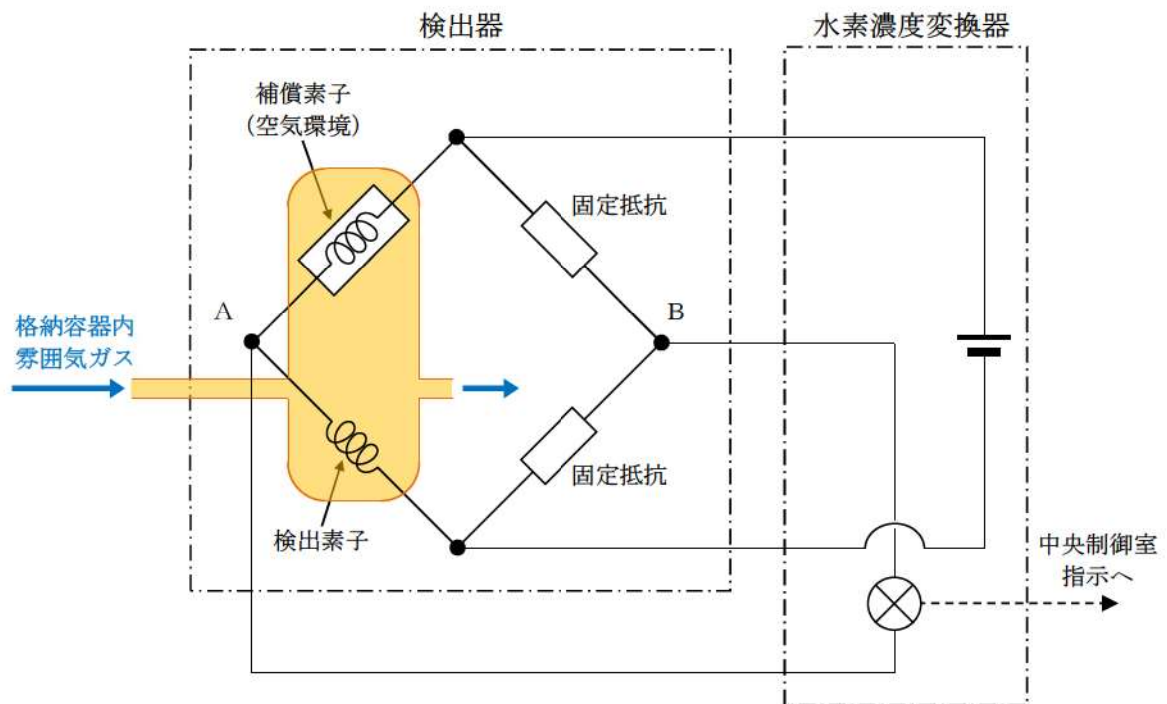 検出器
水素濃度変換器
補償素子
(空気環境)
固定抵抗
A
B
格納容器内
雰囲気ガス
固定抵抗
検出素子
中央制御室
指示へ